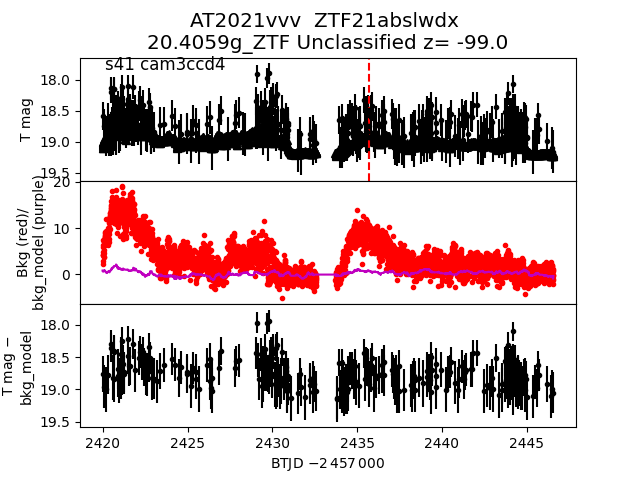 AT2021vvv  ZTF21abslwdx
20.4059g_ZTF Unclassified z= -99.0
s41 cam3ccd4
T mag
18.0
18.5
19.0
19.5
Bkg (red)/
bkg_model (purple)
20
10
0
T mag −
bkg_model
18.0
18.5
19.0
19.5
2420 2425 2430 2435 2440 2445
BTJD −2 457 000